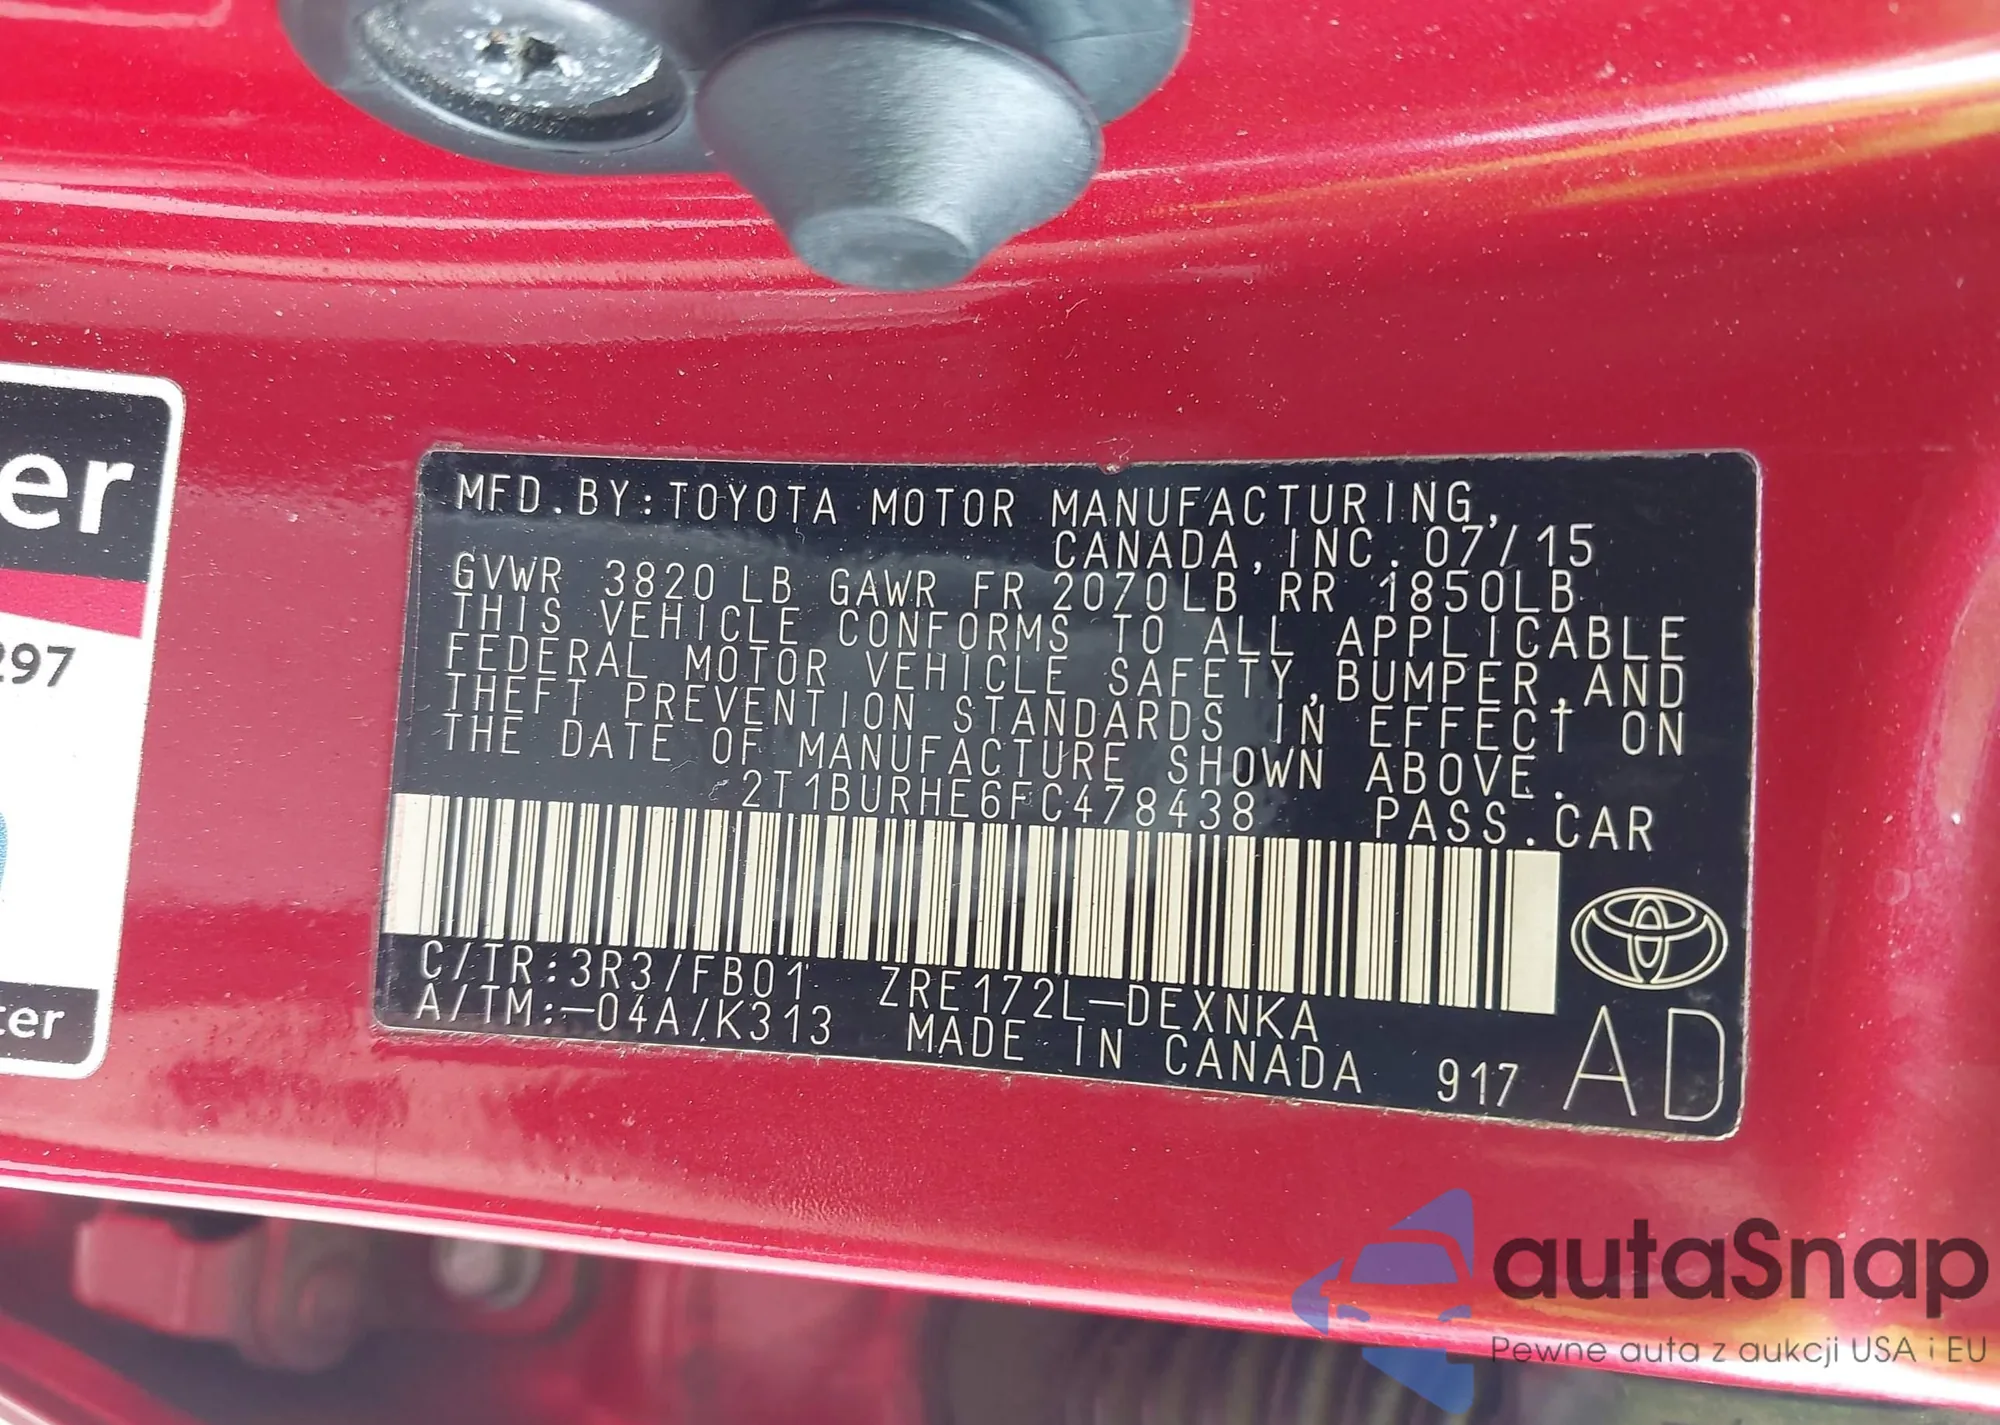 er
297
ter
MFD. BY: TOYOTA MOTOR MANUFACTURING,
CANADA, INC. 07/15
GVWR 3820 LB GAWR FR 2070LB RR 1850LB
THIS VEHICLE CONFORMS TO ALL APPLICABLE
FEDERAL MOTOR VEHICLE SAFETY, BUMPER, AND
THEFT PREVENTION STANDARDS IN EFFECT ON
THE DATE OF MANUFACTURE SHOWN ABOVE.
2T1BURHE6FC478438 PASS. CAR
C/TR: 3R3/FB01 ZRE172L-DEXNKA
A/TM: -04A/K313 MADE IN CANADA 917
AD
autaSnap
Pewne auta z aukcji USA i EU